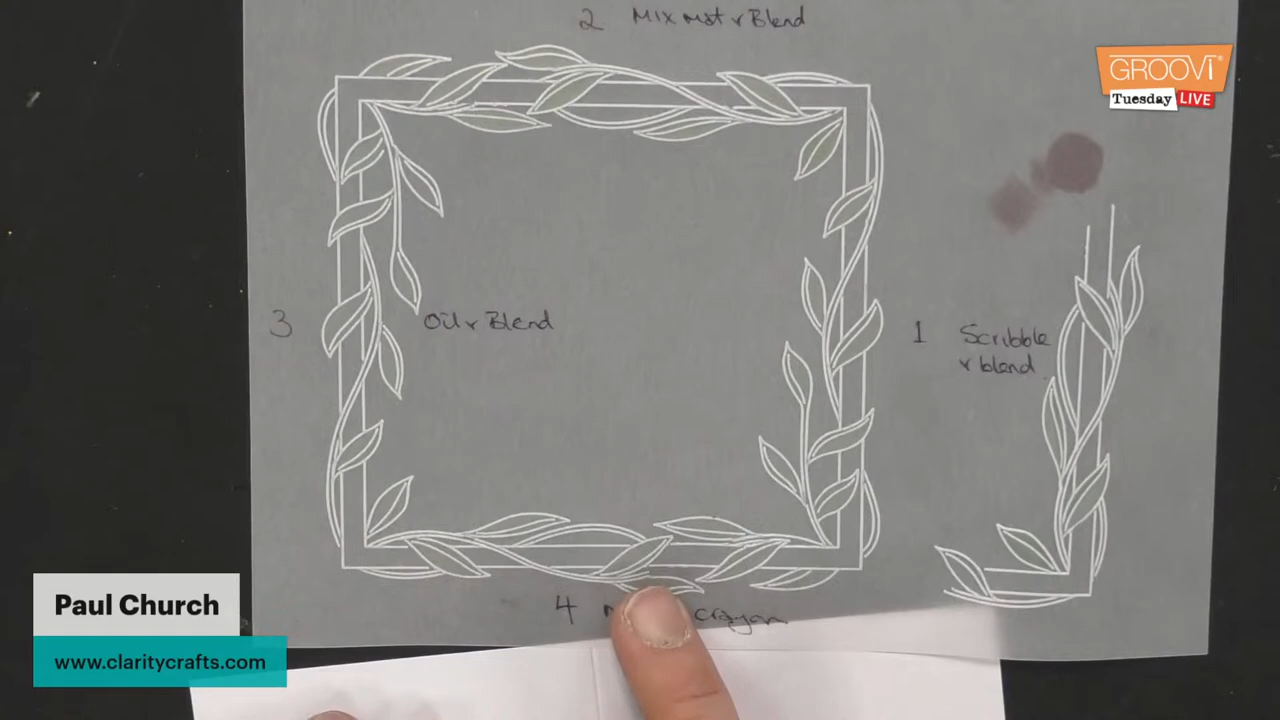 2 Mix Mat & Blend
GROOVI®
Tuesday LIVE
3 Oil & Blend
1 Scribble
& blend
4 crayon
Paul Church
www.claritycrafts.com